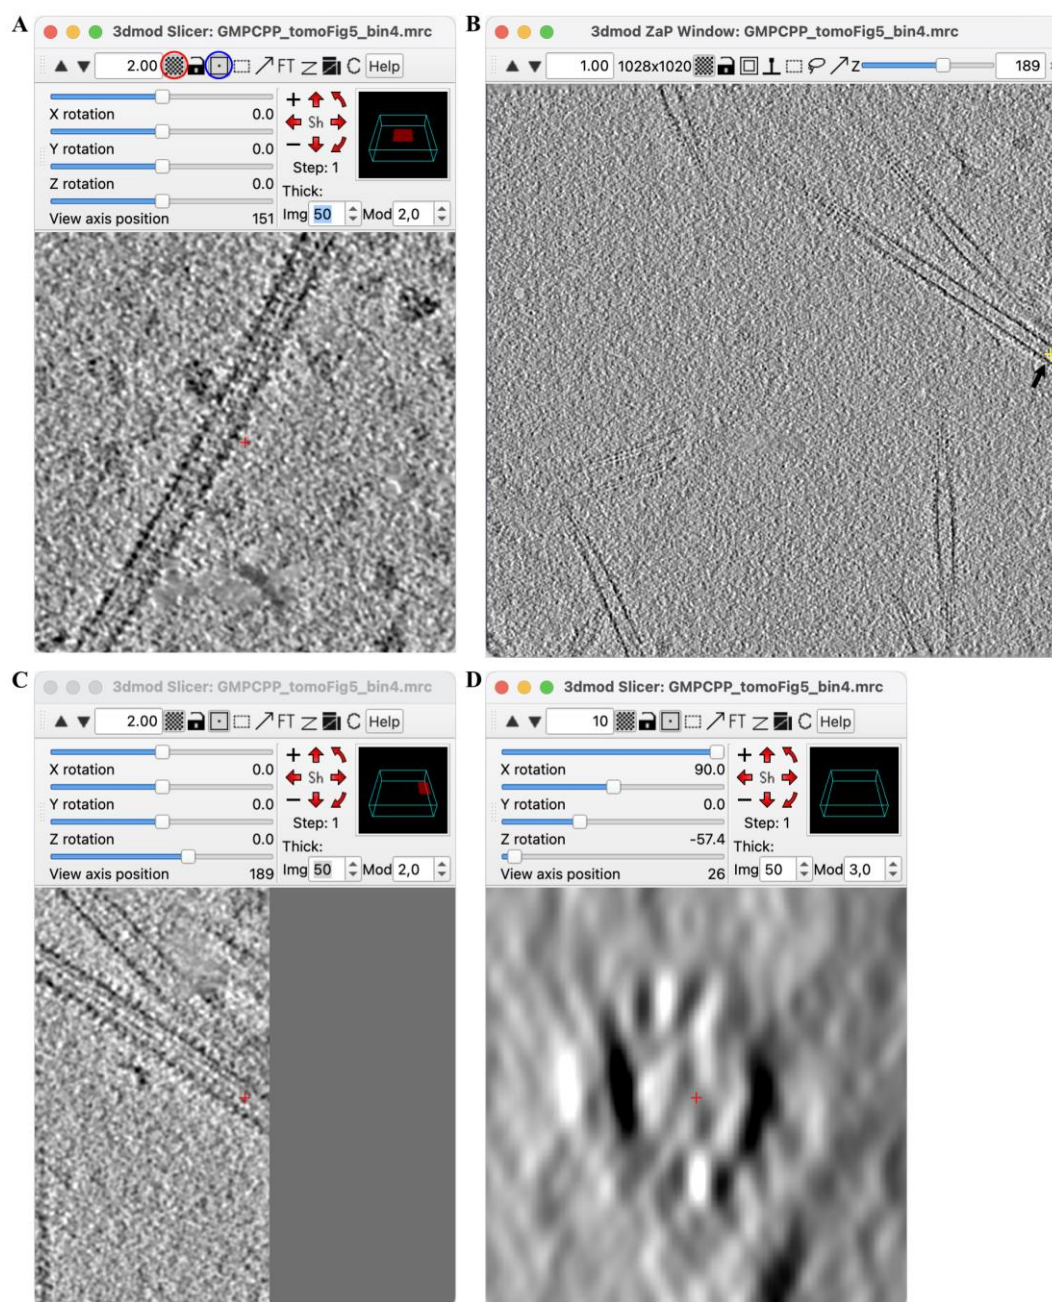 A
3dmod Slicer: GMPCPP_tomoFig5_bin4.mrc
2.00 FT Z C Help
X rotation 0.0
Y rotation 0.0
Z rotation 0.0
View axis position 151
+ Sh −
Step: 1
Thick:
Img 50 Mod 2,0
B
3dmod ZaP Window: GMPCPP_tomoFig5_bin4.mrc
1.00 1028x1020 Z 189
C
3dmod Slicer: GMPCPP_tomoFig5_bin4.mrc
2.00 FT Z C Help
X rotation 0.0
Y rotation 0.0
Z rotation 0.0
View axis position 189
+ Sh −
Step: 1
Thick:
Img 50 Mod 2,0
D
3dmod Slicer: GMPCPP_tomoFig5_bin4.mrc
10 FT Z C Help
X rotation 90.0
Y rotation 0.0
Z rotation -57.4
View axis position 26
+ Sh −
Step: 1
Thick:
Img 50 Mod 3,0